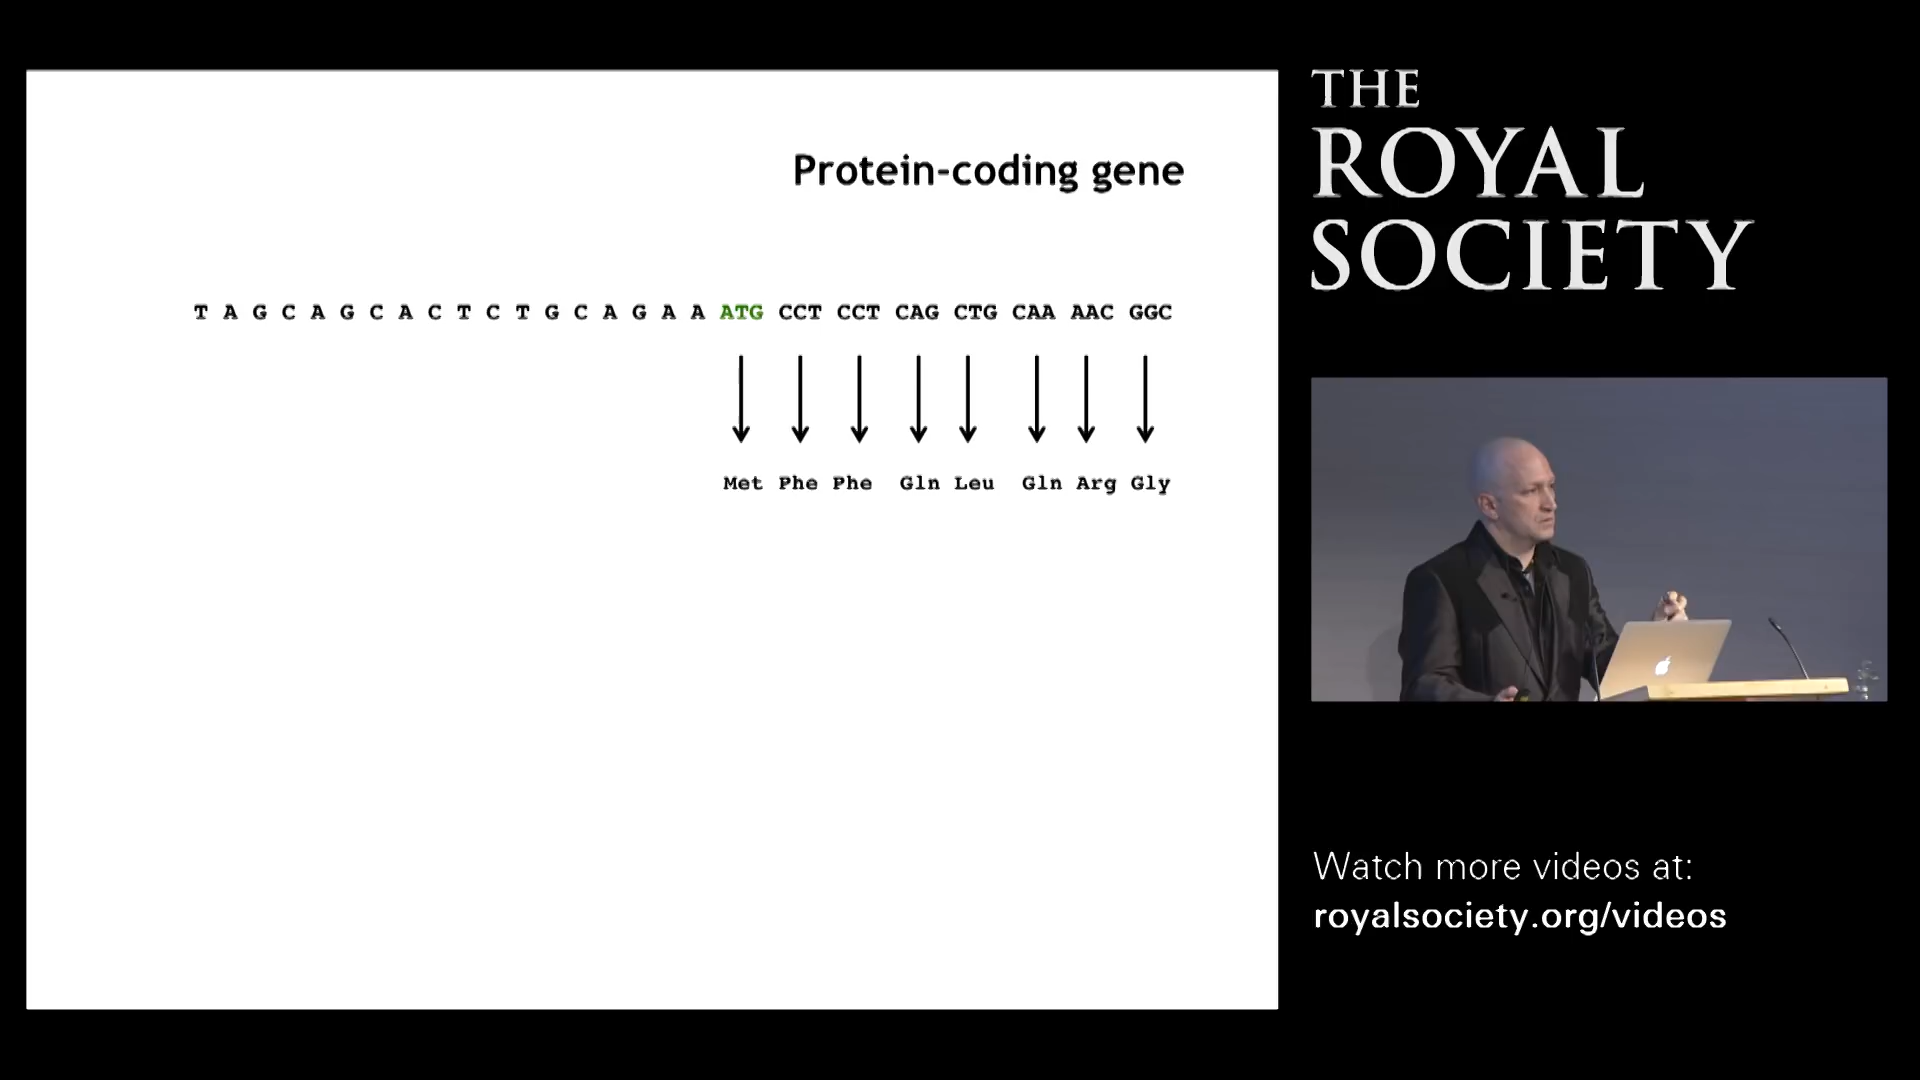 Protein-coding gene
T A G C A G C A C T C T G C A G A A ATG CCT CCT CAG CTG CAA AAC GGC
Met Phe Phe Gln Leu Gln Arg Gly
THE
ROYAL
SOCIETY
Watch more videos at:
royalsociety.org/videos